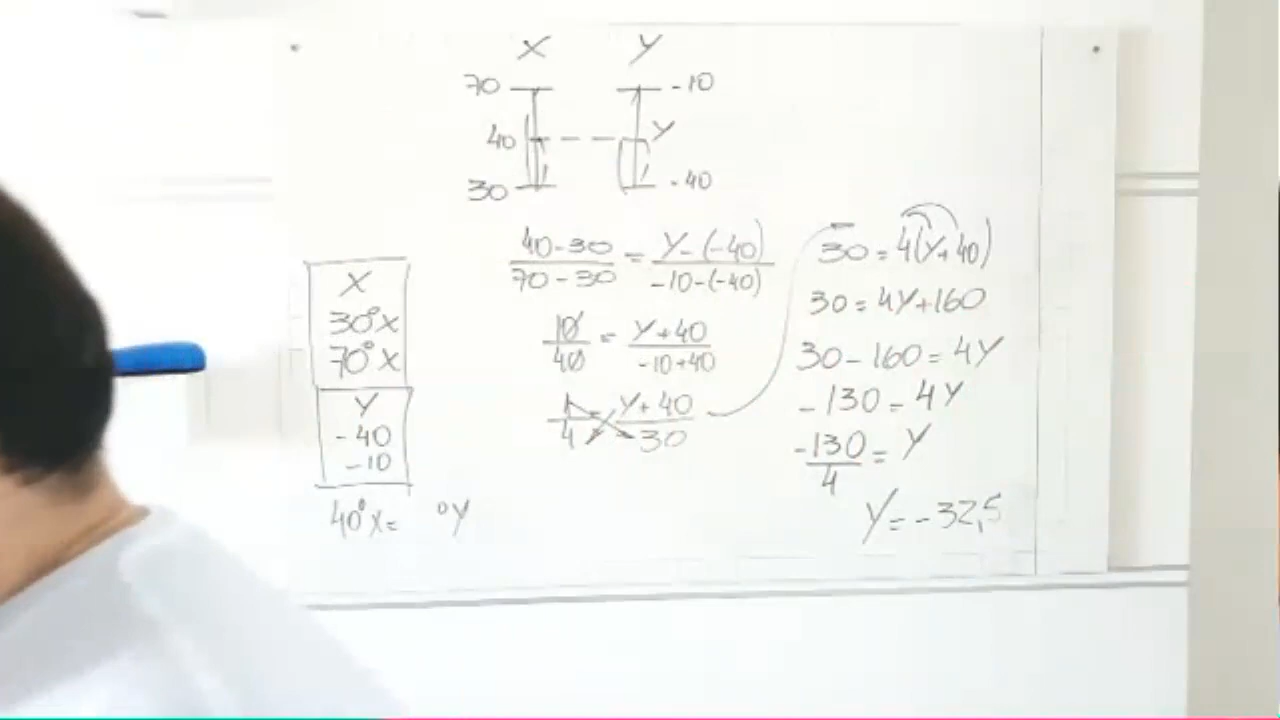 X Y
70 -10
40 Y
30 -40
X
30°X
70°X
Y
-40
-10
40°X= °Y
40-30/70-30 = Y-(-40)/-10-(-40)
10/40 = Y+40/-10+40
1/4 = Y+40/30
30=4(Y+40)
30=4Y+160
30-160=4Y
-130=4Y
-130/4=Y
Y=-32,5